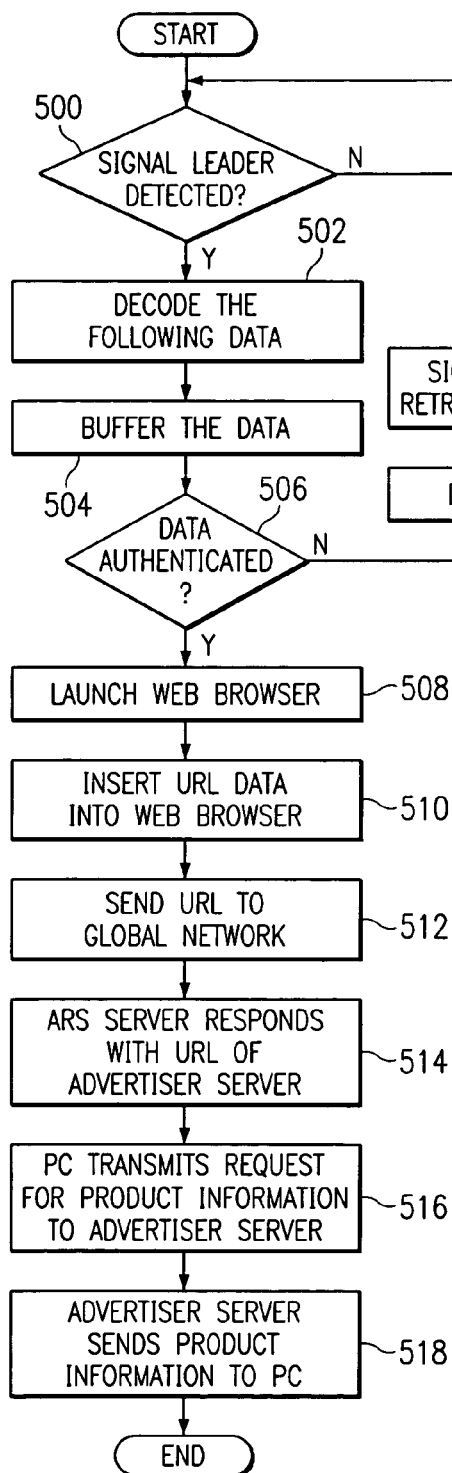 START
500
SIGNAL LEADER
DETECTED?
N
Y
502
DECODE THE
FOLLOWING DATA
BUFFER THE DATA
504
506
DATA
AUTHENTICATED
?
N
Y
LAUNCH WEB BROWSER
508
INSERT URL DATA
INTO WEB BROWSER
510
SEND URL TO
GLOBAL NETWORK
512
ARS SERVER RESPONDS
WITH URL OF
ADVERTISER SERVER
514
PC TRANSMITS REQUEST
FOR PRODUCT INFORMATION
TO ADVERTISER SERVER
516
ADVERTISER SERVER
SENDS PRODUCT
INFORMATION TO PC
518
END